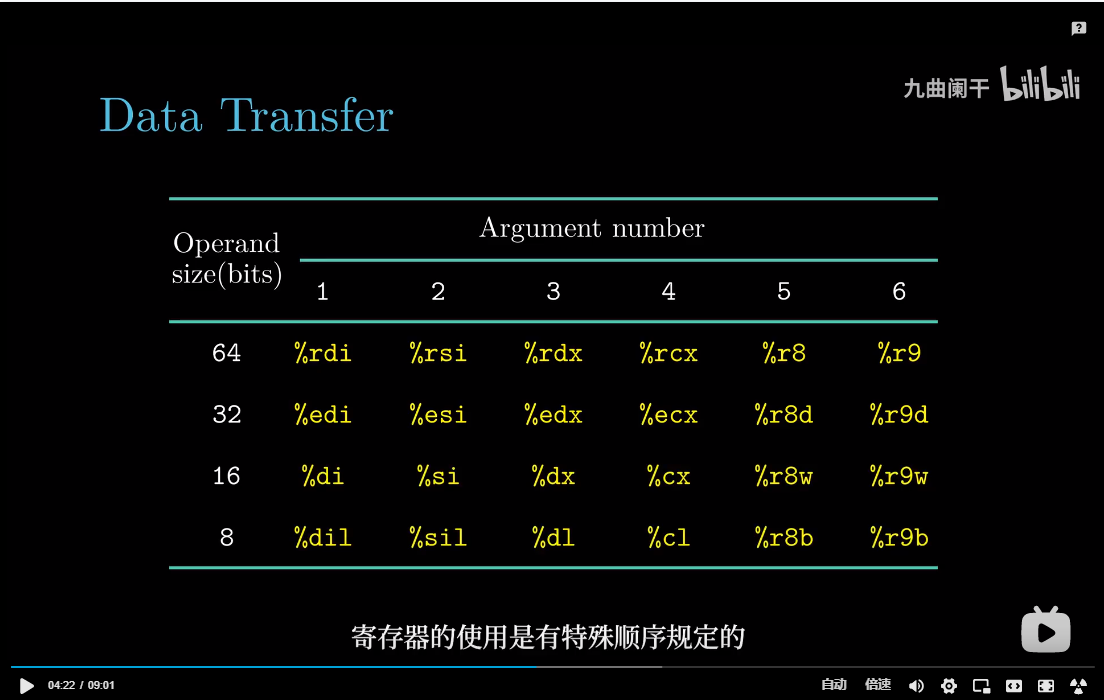 九曲阑干 bilibili
Data Transfer
Operand
size(bits)
Argument number
1 2 3 4 5 6
64 %rdi %rsi %rdx %rcx %r8 %r9
32 %edi %esi %edx %ecx %r8d %r9d
16 %di %si %dx %cx %r8w %r9w
8 %dil %sil %dl %cl %r8b %r9b
寄存器的使用是有特殊顺序规定的
04:22 / 09:01 自动 倍速